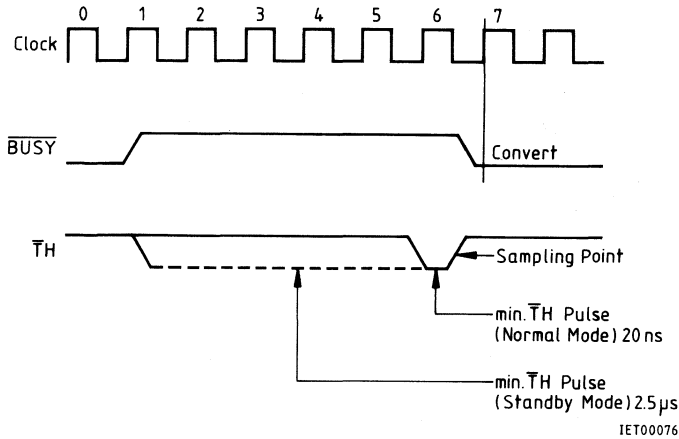 0 1 2 3 4 5 6 7
Clock
BUSY
Convert
TH
Sampling Point
min. TH Pulse
(Normal Mode) 20 ns
min. TH Pulse
(Standby Mode) 2.5 µs
IET00076